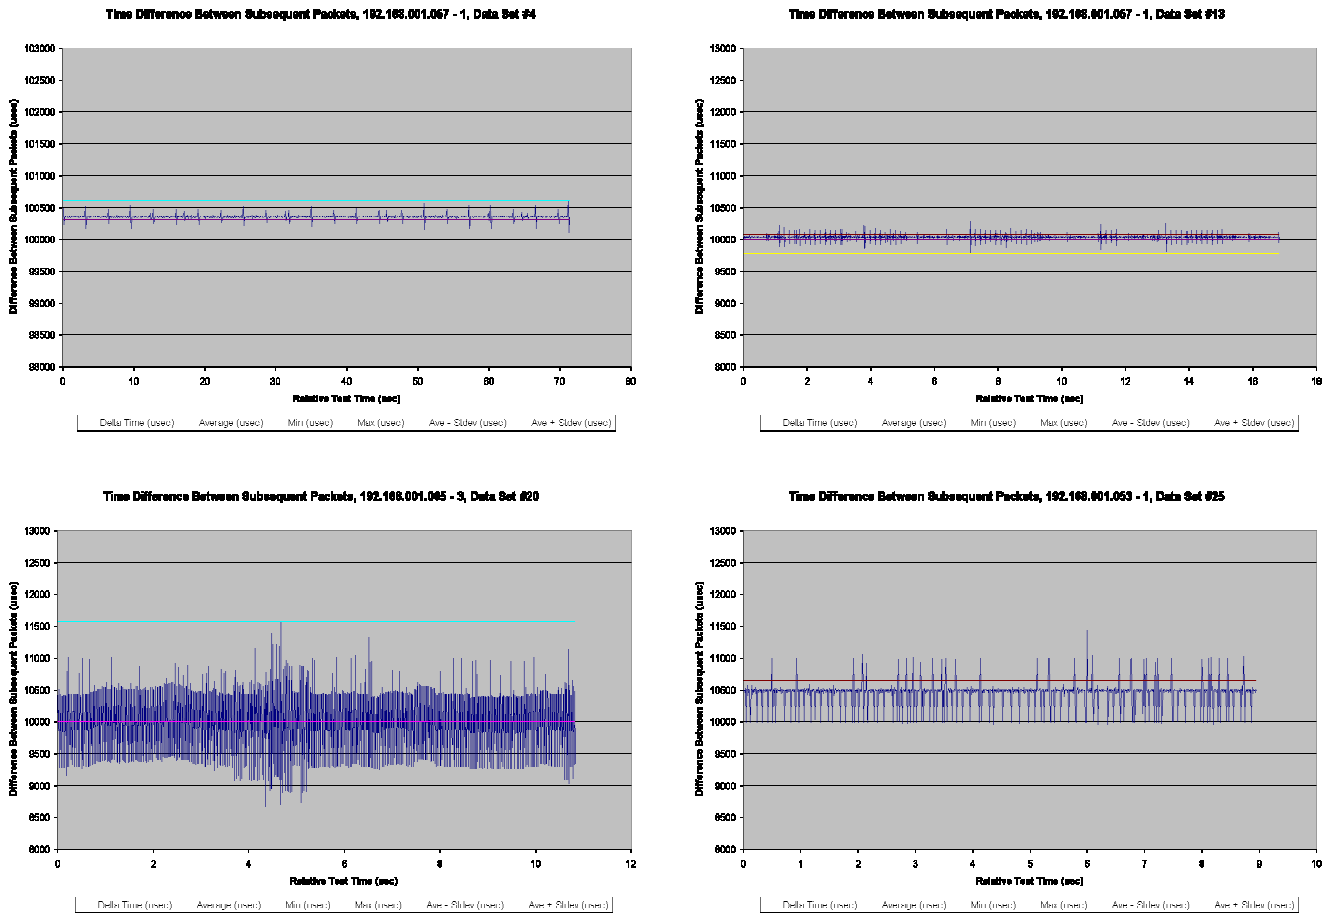 Time Difference Between Subsequent Packets, 192.168.001.057 - 1, Data Set #4
Difference Between Subsequent Packets (usec)
103000
102500
102000
101500
101000
100500
100000
99500
99000
98500
98000
0 10 20 30 40 50 60 70 80
Relative Test Time (sec)
Delta Time (usec) Average (usec) Min (usec) Max (usec) Ave - Stdev (usec) Ave + Stdev (usec)
Time Difference Between Subsequent Packets, 192.168.001.057 - 1, Data Set #13
Difference Between Subsequent Packets (usec)
13000
12500
12000
11500
11000
10500
10000
9500
9000
8500
8000
0 2 4 6 8 10 12 14 16 18
Relative Test Time (sec)
Delta Time (usec) Average (usec) Min (usec) Max (usec) Ave - Stdev (usec) Ave + Stdev (usec)
Time Difference Between Subsequent Packets, 192.168.001.065 - 3, Data Set #20
Difference Between Subsequent Packets (usec)
13000
12500
12000
11500
11000
10500
10000
9500
9000
8500
8000
0 2 4 6 8 10 12
Relative Test Time (sec)
Delta Time (usec) Average (usec) Min (usec) Max (usec) Ave - Stdev (usec) Ave + Stdev (usec)
Time Difference Between Subsequent Packets, 192.168.001.053 - 1, Data Set #25
Difference Between Subsequent Packets (usec)
13000
12500
12000
11500
11000
10500
10000
9500
9000
8500
8000
0 1 2 3 4 5 6 7 8 9 10
Relative Test Time (sec)
Delta Time (usec) Average (usec) Min (usec) Max (usec) Ave - Stdev (usec) Ave + Stdev (usec)